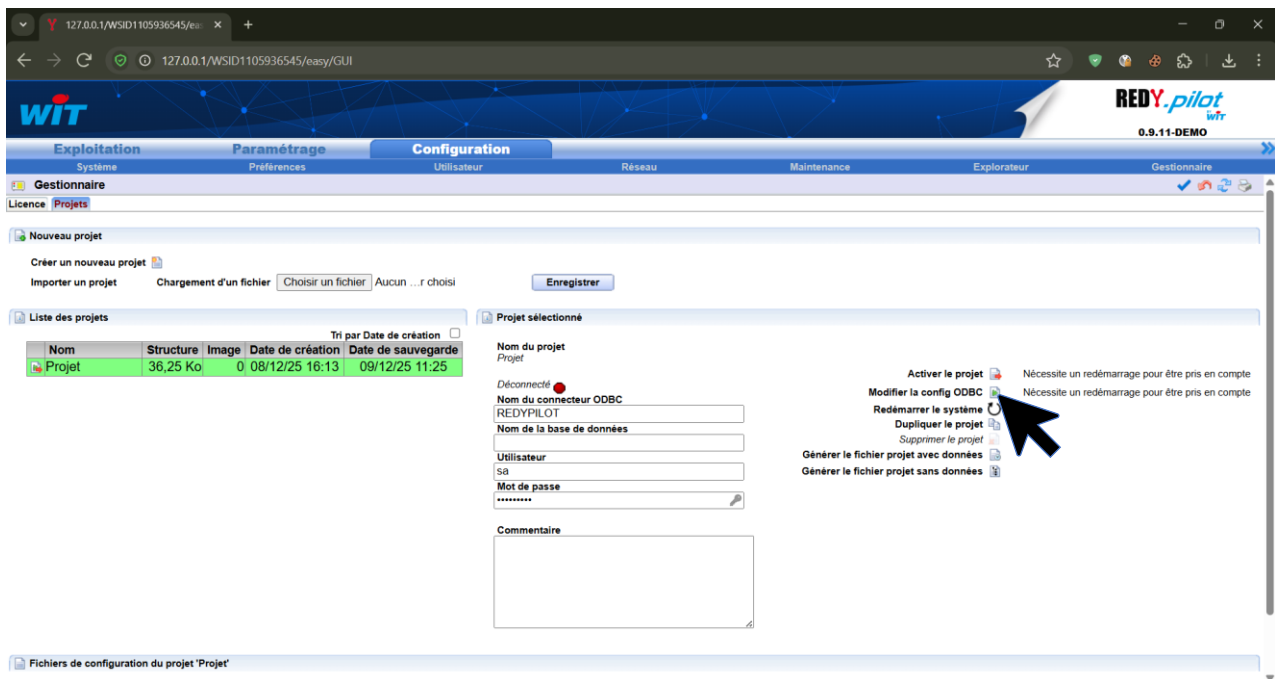 127.0.0.1/WSID1105936545/ea
127.0.0.1/WSID1105936545/easy/GUI
wit
REDY.pilot
by wit
0.9.11-DEMO
Exploitation Paramétrage Configuration
Système Préférences Utilisateur Réseau Maintenance Explorateur Gestionnaire
Gestionnaire
Licence Projets
Nouveau projet
Créer un nouveau projet
Importer un projet Chargement d'un fichier Choisir un fichier Aucun …r choisi Enregistrer
Liste des projets
Tri par Date de création
Nom Structure Image Date de création Date de sauvegarde
Projet 36,25 Ko 0 08/12/25 16:13 09/12/25 11:25
Projet sélectionné
Nom du projet
Projet
Déconnecté
Nom du connecteur ODBC
REDYPILOT
Nom de la base de données
Utilisateur
sa
Mot de passe
•••••••••
Commentaire
Activer le projet Nécessite un redémarrage pour être pris en compte
Modifier la config ODBC Nécessite un redémarrage pour être pris en compte
Redémarrer le système
Dupliquer le projet
Supprimer le projet
Générer le fichier projet avec données
Générer le fichier projet sans données
Fichiers de configuration du projet 'Projet'